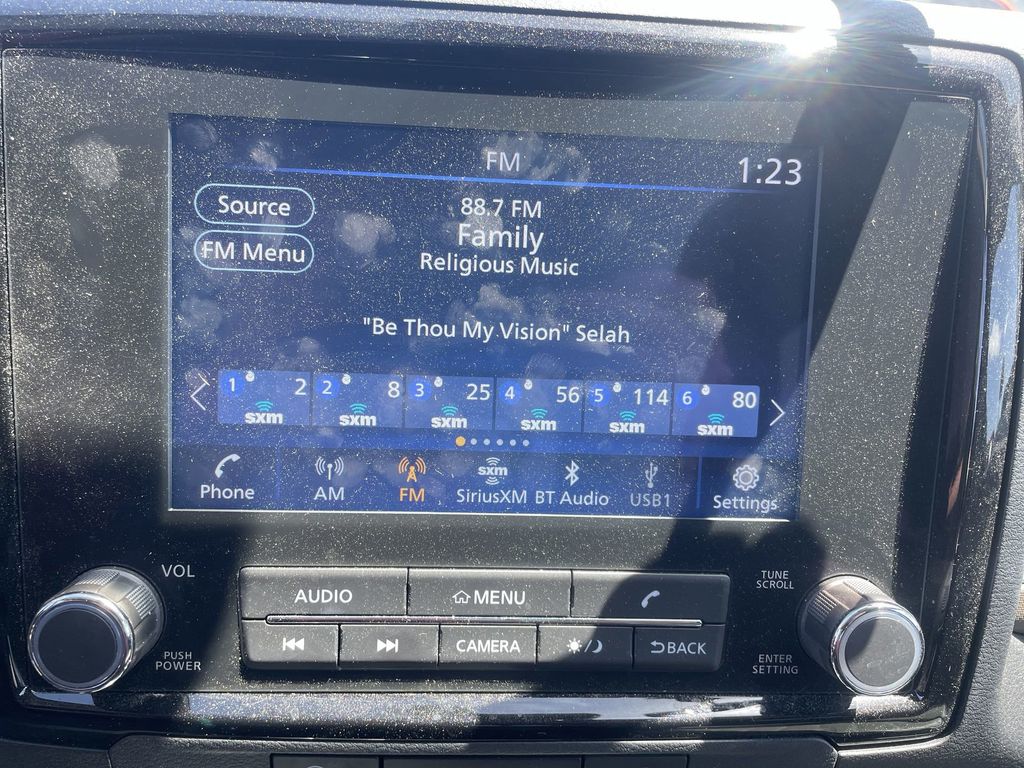 FM
1:23
Source
88.7 FM
Family
FM Menu
Religious Music
"Be Thou My Vision" Selah
1 2 2 8 3 25 4 56 5 114 6 80
sxm sxm sxm sxm sxm sxm
sxm
Phone AM FM SiriusXM BT Audio USB1 Settings
VOL
TUNE
SCROLL
AUDIO MENU
CAMERA BACK
PUSH
POWER
ENTER
SETTING